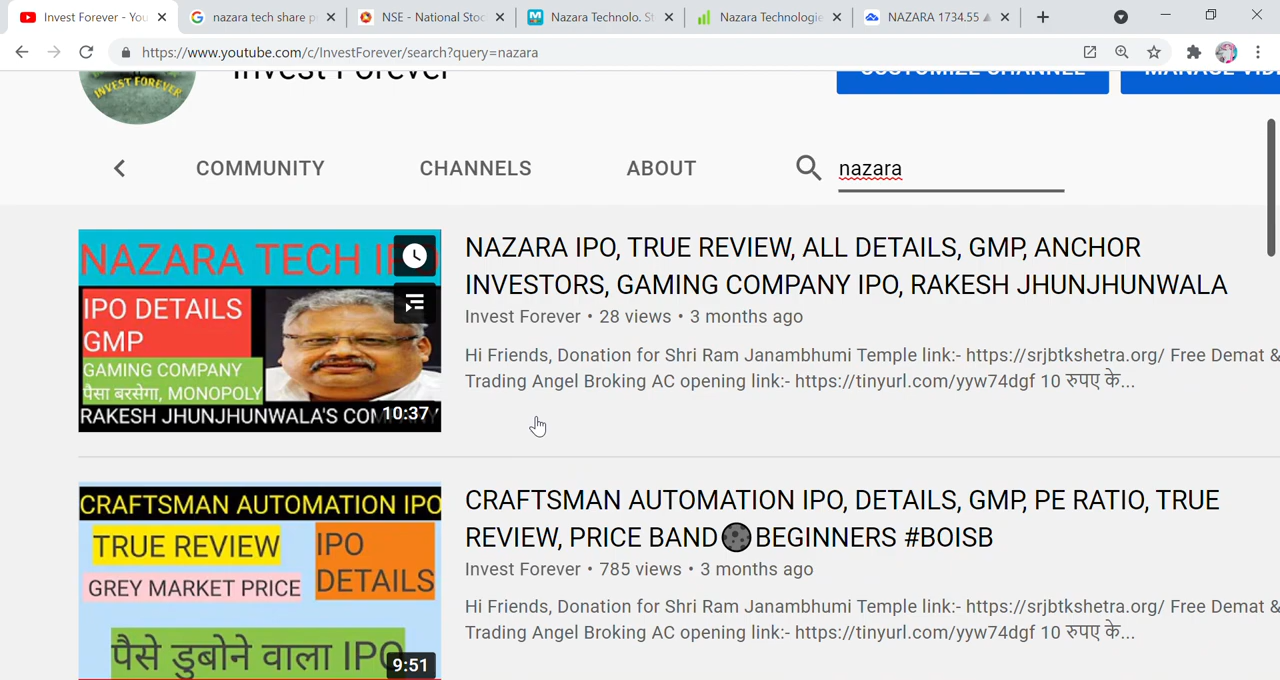 Invest Forever - You
nazara tech share p
NSE - National Stoc
Nazara Technolo. S
Nazara Technologie
NAZARA 1734.55
https://www.youtube.com/c/InvestForever/search?query=nazara
INVEST FOREVER
Invest Forever
CUSTOMIZE CHANNEL
MANAGE VID
COMMUNITY
CHANNELS
ABOUT
nazara
NAZARA TECH IP
IPO DETAILS
GMP
GAMING COMPANY
पैसा बरसेगा, MONOPOLY
RAKESH JHUNJHUNWALA'S COMPANY
10:37
NAZARA IPO, TRUE REVIEW, ALL DETAILS, GMP, ANCHOR
INVESTORS, GAMING COMPANY IPO, RAKESH JHUNJHUNWALA
Invest Forever • 28 views • 3 months ago
Hi Friends, Donation for Shri Ram Janambhumi Temple link:- https://srjbtkshetra.org/ Free Demat &
Trading Angel Broking AC opening link:- https://tinyurl.com/yyw74dgf 10 रुपए के...
CRAFTSMAN AUTOMATION IPO
TRUE REVIEW
IPO
DETAILS
GREY MARKET PRICE
पैसे डुबोने वाला IPO
9:51
CRAFTSMAN AUTOMATION IPO, DETAILS, GMP, PE RATIO, TRUE
REVIEW, PRICE BAND🌑BEGINNERS #BOISB
Invest Forever • 785 views • 3 months ago
Hi Friends, Donation for Shri Ram Janambhumi Temple link:- https://srjbtkshetra.org/ Free Demat &
Trading Angel Broking AC opening link:- https://tinyurl.com/yyw74dgf 10 रुपए के...